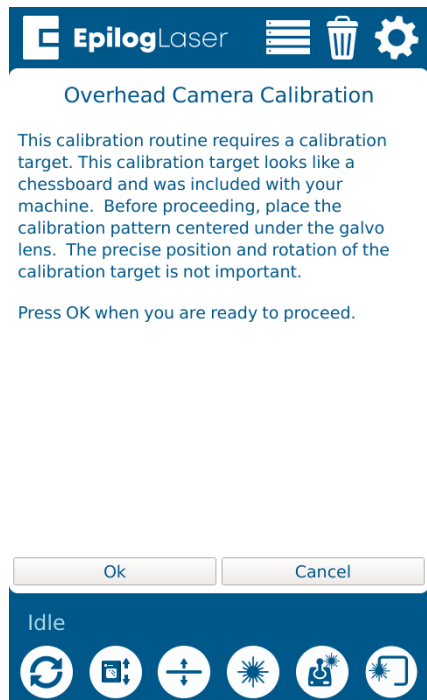 EpilogLaser
Overhead Camera Calibration
This calibration routine requires a calibration
target. This calibration target looks like a
chessboard and was included with your
machine.  Before proceeding, place the
calibration pattern centered under the galvo
lens.  The precise position and rotation of the
calibration target is not important.
Press OK when you are ready to proceed.
Ok
Cancel
Idle